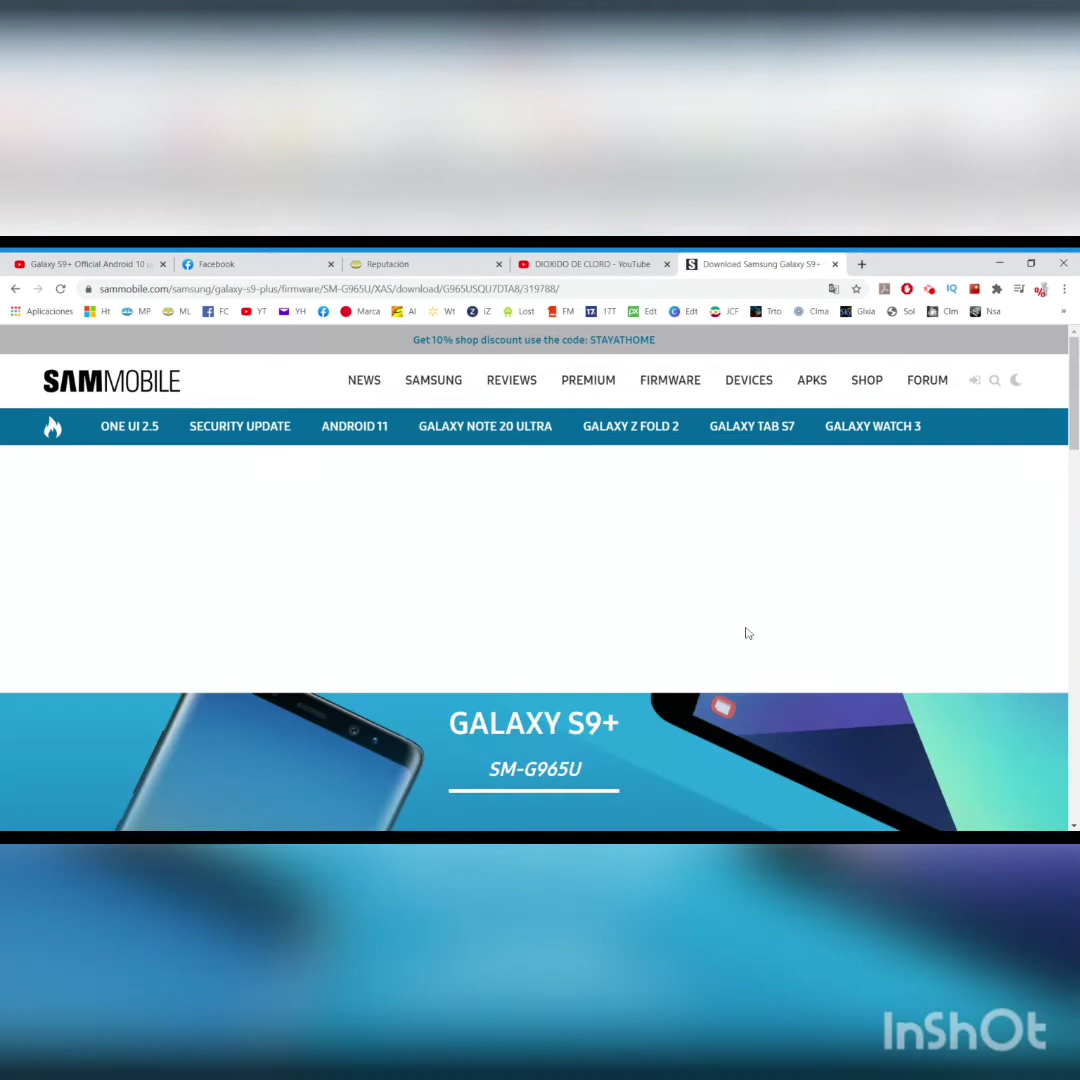 Galaxy S9+ Official Android 10
Facebook
Reputación
DIOXIDO DE CLORO - YouTube
Download Samsung Galaxy S9+
sammobile.com/samsung/galaxy-s9-plus/firmware/SM-G965U/XAS/download/G965USQU7DTA8/319788/
Aplicaciones Ht MP ML FC YT YH Marca Al Wt iZ Lost FM 17T Edt Edt JCF Trto Clma Glxia Sol Clm Nsa »
Get 10% shop discount use the code: STAYATHOME
SAMMOBILE
NEWS SAMSUNG REVIEWS PREMIUM FIRMWARE DEVICES APKS SHOP FORUM
ONE UI 2.5 SECURITY UPDATE ANDROID 11 GALAXY NOTE 20 ULTRA GALAXY Z FOLD 2 GALAXY TAB S7 GALAXY WATCH 3
GALAXY S9+
SM-G965U
InShOt